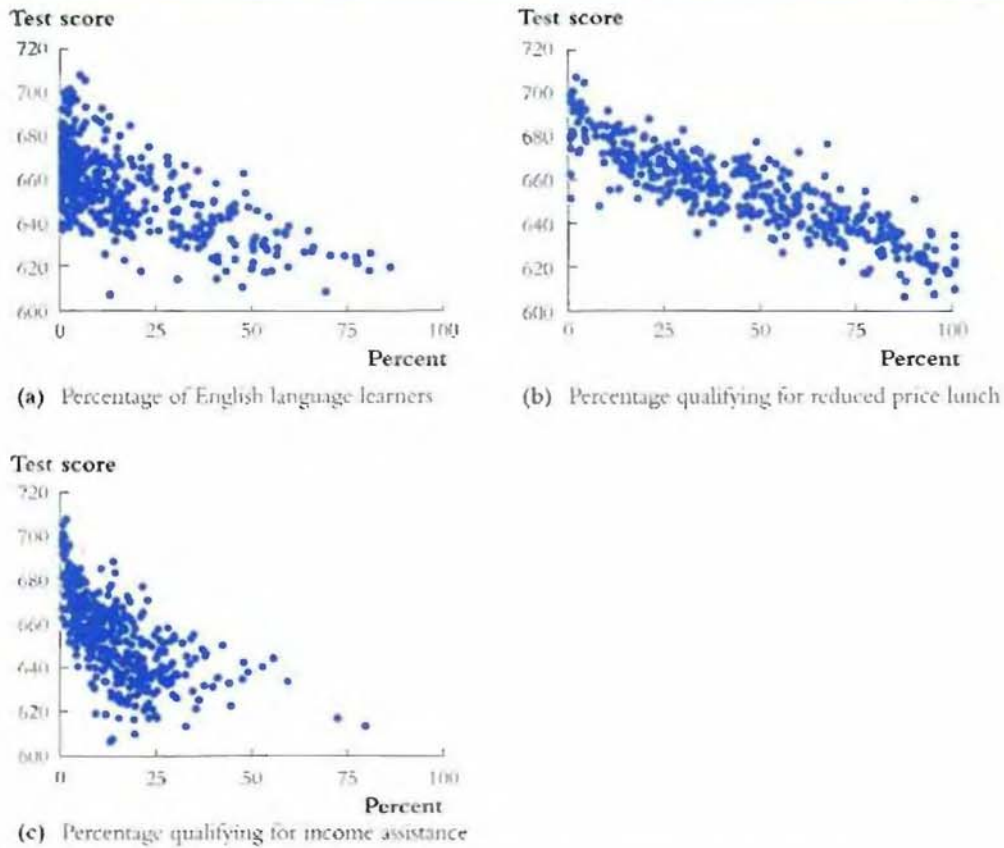 Test score
720
700
680
660
640
620
600
0 25 50 75 100
Percent
(a) Percentage of English language learners
Test score
720
700
680
660
640
620
600
0 25 50 75 100
Percent
(b) Percentage qualifying for reduced price lunch
Test score
720
700
680
660
640
620
600
0 25 50 75 100
Percent
(c) Percentage qualifying for income assistance